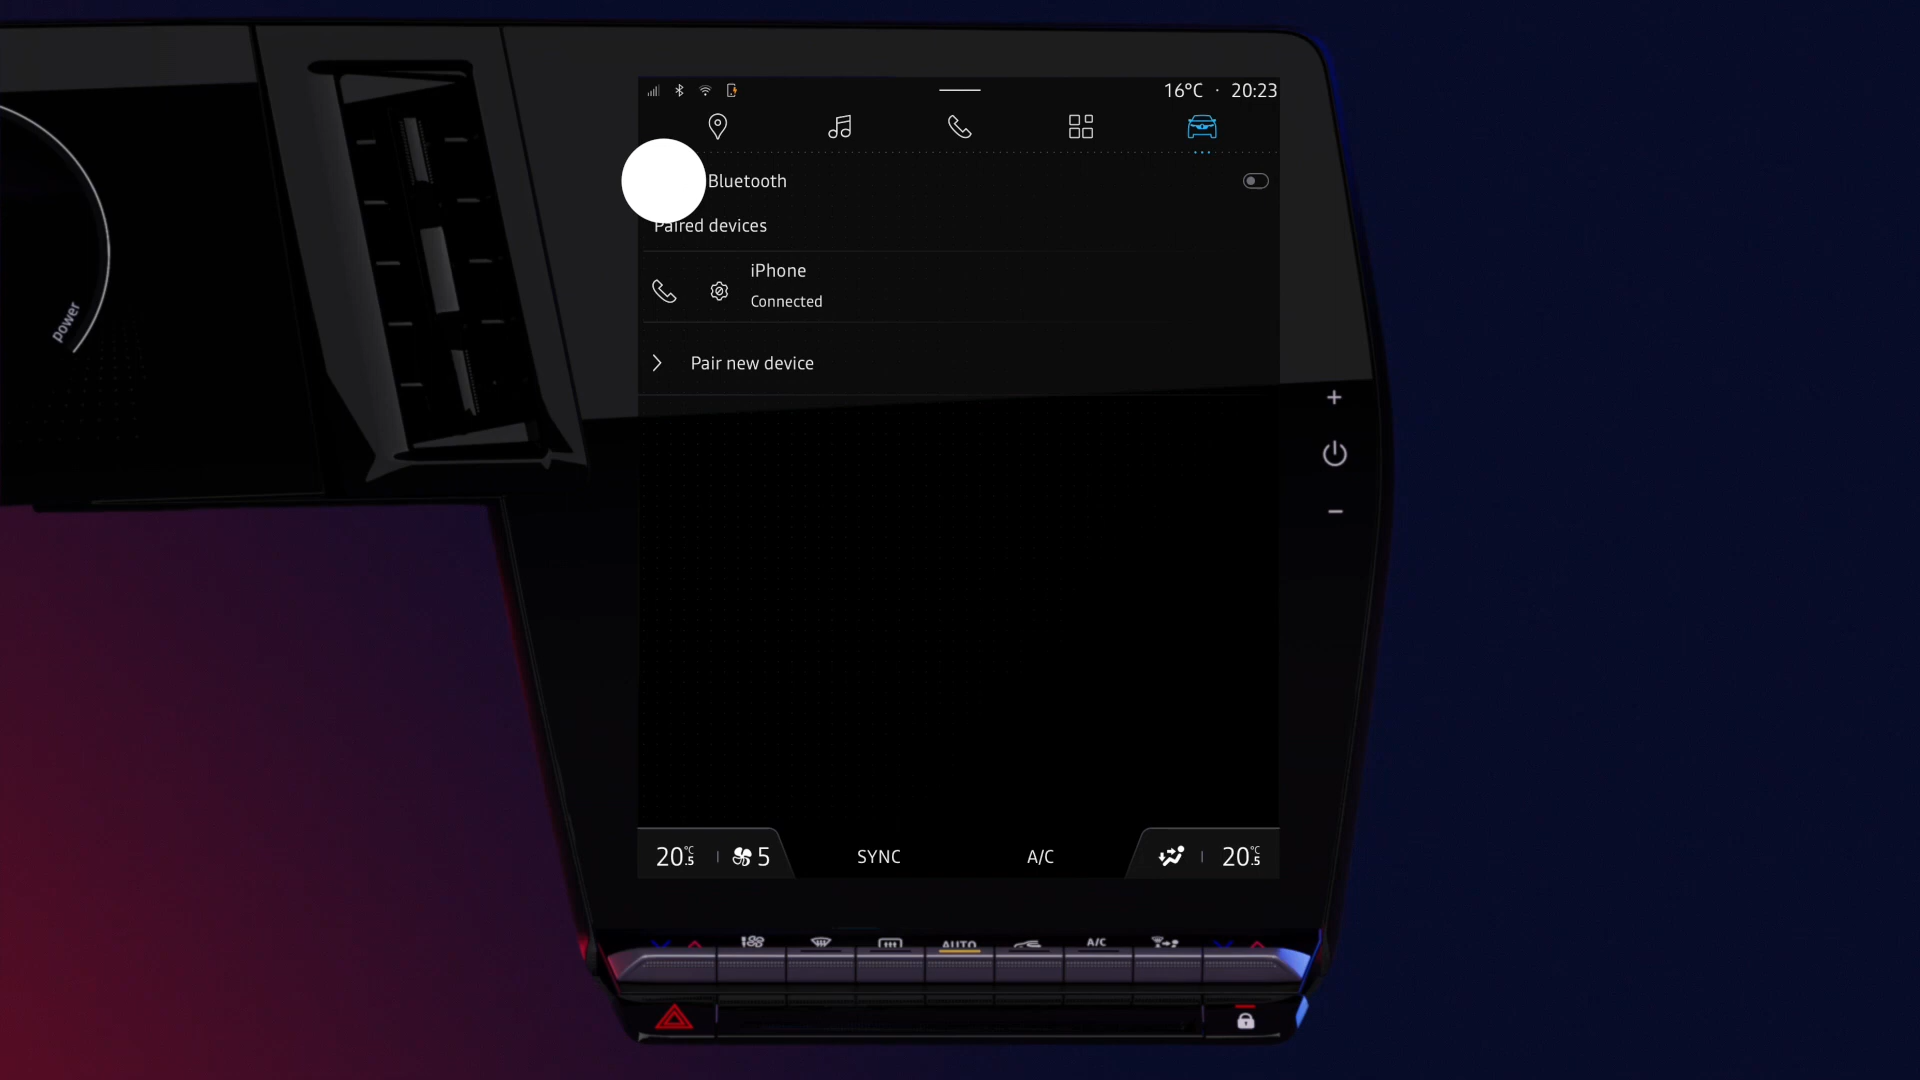 16°C · 20:23
Bluetooth
Paired devices
iPhone
Connected
Pair new device
power
20.5°C 5 SYNC A/C 20.5°C
AUTO A/C